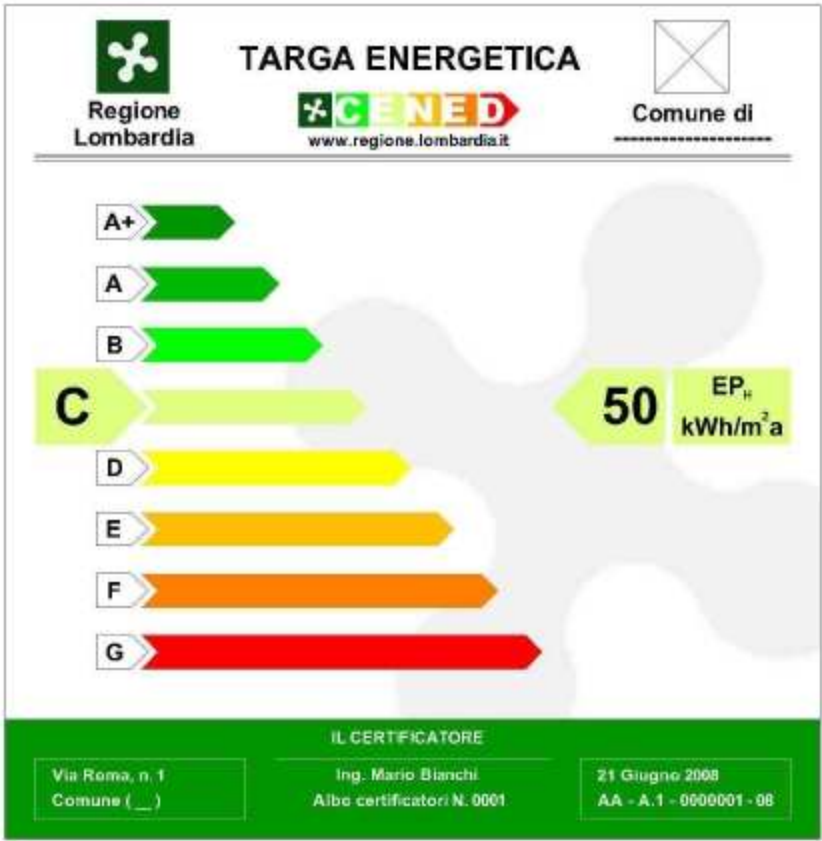 TARGA ENERGETICA
Regione
Lombardia
CENED
www.regione.lombardia.it
Comune di
--------------------
A+
A
B
C
50
EPH
kWh/m²a
D
E
F
G
IL CERTIFICATORE
Via Roma, n. 1
Comune ( __ )
Ing. Mario Bianchi
Albo certificatori N. 0001
21 Giugno 2008
AA - A.1 - 0000001 - 08